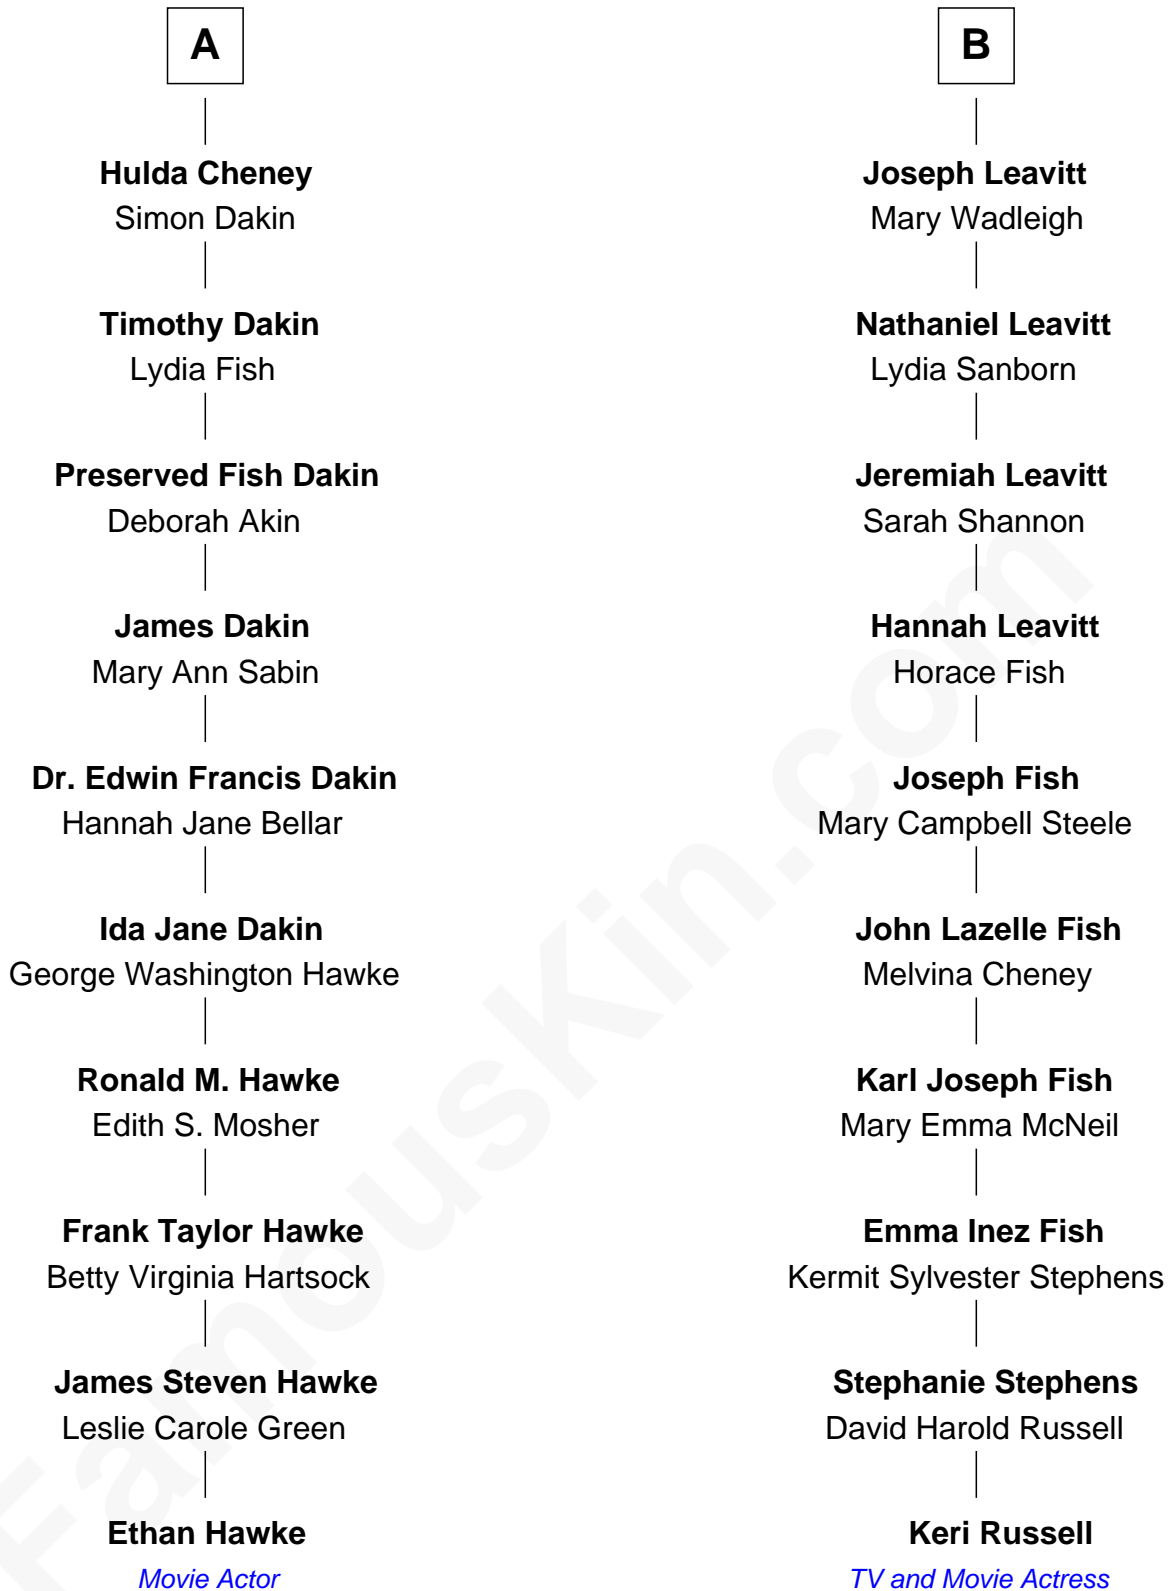 A
Hulda Cheney
Simon Dakin
Timothy Dakin
Lydia Fish
Preserved Fish Dakin
Deborah Akin
James Dakin
Mary Ann Sabin
Dr. Edwin Francis Dakin
Hannah Jane Bellar
Ida Jane Dakin
George Washington Hawke
Ronald M. Hawke
Edith S. Mosher
Frank Taylor Hawke
Betty Virginia Hartsock
James Steven Hawke
Leslie Carole Green
Ethan Hawke
Movie Actor
B
Joseph Leavitt
Mary Wadleigh
Nathaniel Leavitt
Lydia Sanborn
Jeremiah Leavitt
Sarah Shannon
Hannah Leavitt
Horace Fish
Joseph Fish
Mary Campbell Steele
John Lazelle Fish
Melvina Cheney
Karl Joseph Fish
Mary Emma McNeil
Emma Inez Fish
Kermit Sylvester Stephens
Stephanie Stephens
David Harold Russell
Keri Russell
TV and Movie Actress
FamousKin.com